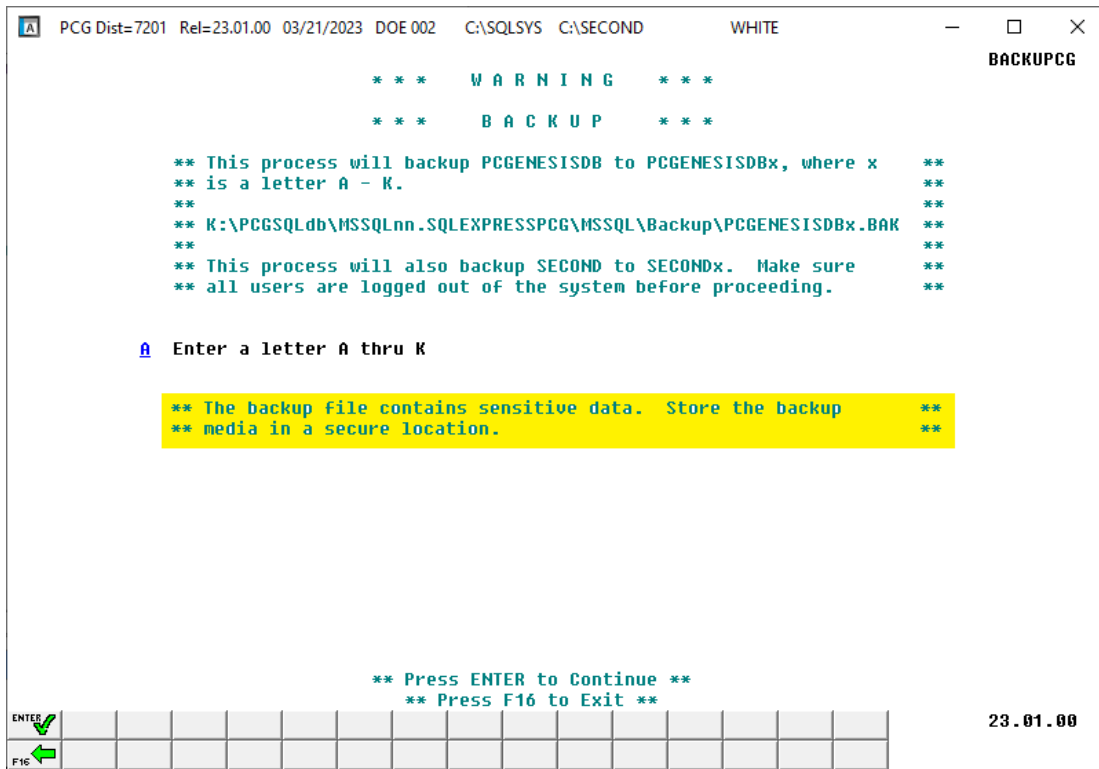 PCG Dist=7201 Rel=23.01.00 03/21/2023 DOE 002 C:\SQLSYS C:\SECOND WHITE
BACKUPCG
* * * W A R N I N G * * *
* * * B A C K U P * * *
** This process will backup PCGENESISDB to PCGENESISDBx, where x **
** is a letter A - K. **
** **
** K:\PCGSQLdb\MSSQLnn.SQLEXPRESSPCG\MSSQL\Backup\PCGENESISDBx.BAK **
** **
** This process will also backup SECOND to SECONDx. Make sure **
** all users are logged out of the system before proceeding. **
A Enter a letter A thru K
** The backup file contains sensitive data. Store the backup **
** media in a secure location. **
** Press ENTER to Continue **
** Press F16 to Exit **
ENTER
23.01.00
F16